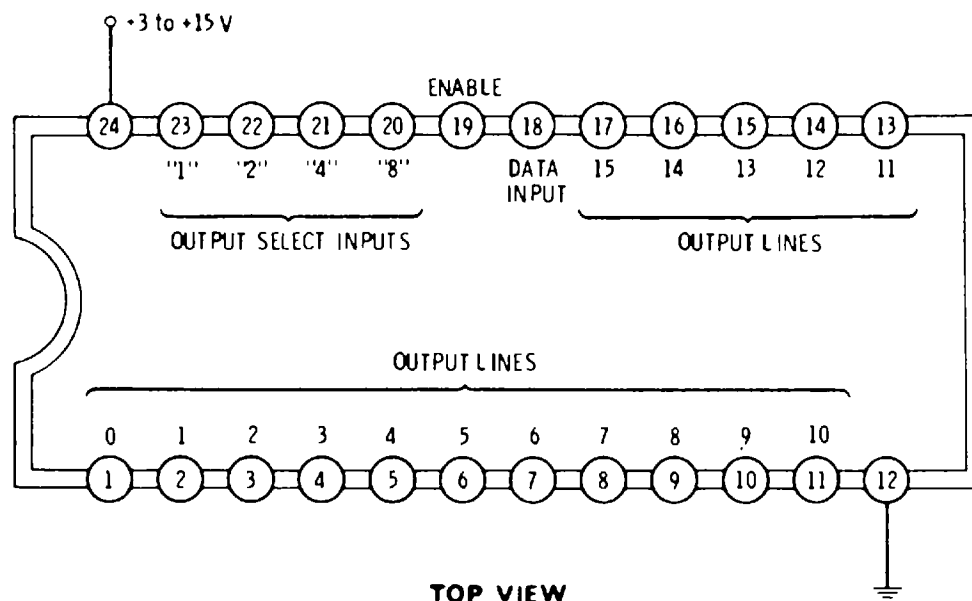 +3 to +15 V
ENABLE
24 23 22 21 20 19 18 17 16 15 14 13
"1" "2" "4" "8" DATA INPUT 15 14 13 12 11
OUTPUT SELECT INPUTS
OUTPUT LINES
OUTPUT LINES
0 1 2 3 4 5 6 7 8 9 10
1 2 3 4 5 6 7 8 9 10 11 12
TOP VIEW